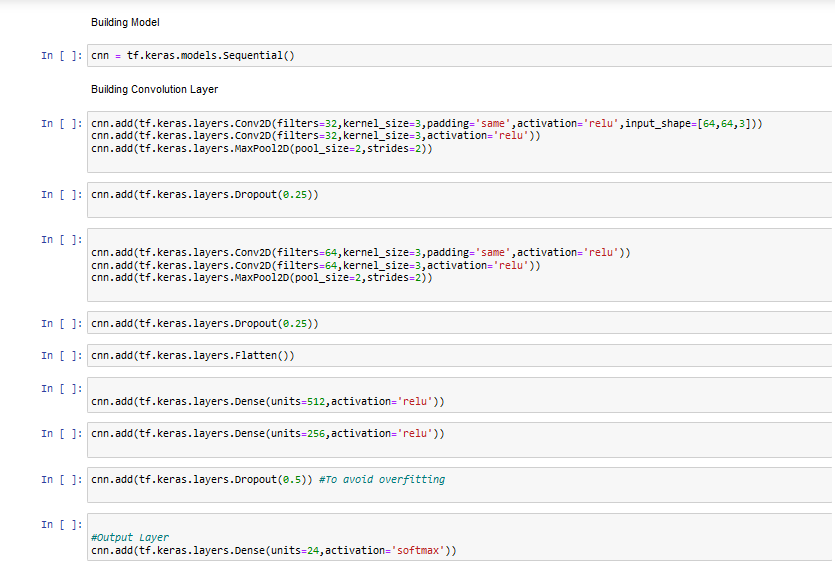 Building Model
In [ ]: cnn = tf.keras.models.Sequential()
Building Convolution Layer
In [ ]: cnn.add(tf.keras.layers.Conv2D(filters=32,kernel_size=3,padding='same',activation='relu',input_shape=[64,64,3]))
cnn.add(tf.keras.layers.Conv2D(filters=32,kernel_size=3,activation='relu'))
cnn.add(tf.keras.layers.MaxPool2D(pool_size=2,strides=2))
In [ ]: cnn.add(tf.keras.layers.Dropout(0.25))
In [ ]:
cnn.add(tf.keras.layers.Conv2D(filters=64,kernel_size=3,padding='same',activation='relu'))
cnn.add(tf.keras.layers.Conv2D(filters=64,kernel_size=3,activation='relu'))
cnn.add(tf.keras.layers.MaxPool2D(pool_size=2,strides=2))
In [ ]: cnn.add(tf.keras.layers.Dropout(0.25))
In [ ]: cnn.add(tf.keras.layers.Flatten())
In [ ]:
cnn.add(tf.keras.layers.Dense(units=512,activation='relu'))
In [ ]: cnn.add(tf.keras.layers.Dense(units=256,activation='relu'))
In [ ]: cnn.add(tf.keras.layers.Dropout(0.5)) #To avoid overfitting
In [ ]:
#Output Layer
cnn.add(tf.keras.layers.Dense(units=24,activation='softmax'))